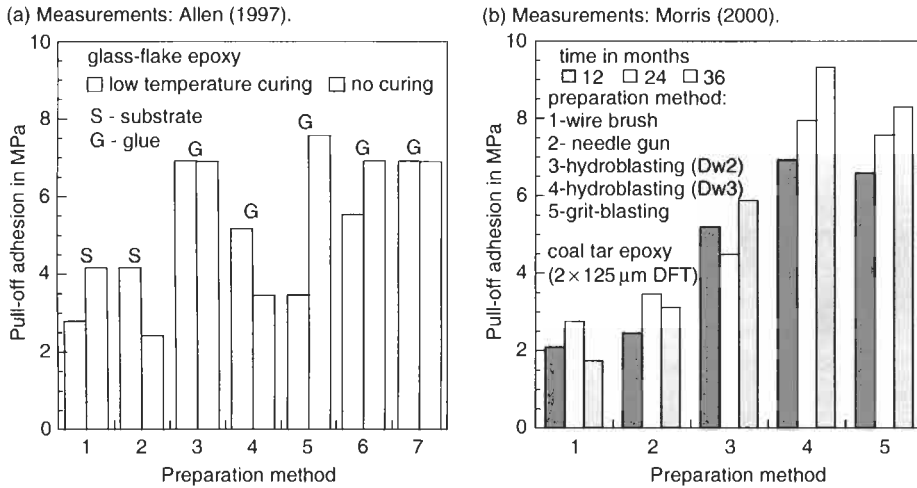 (a) Measurements: Allen (1997).
10
8
6
4
2
0
Pull-off adhesion in MPa
glass-flake epoxy
low temperature curing no curing
S - substrate
G - glue
S
S
G
G
G
G
G
1 2 3 4 5 6 7
Preparation method
(b) Measurements: Morris (2000).
10
8
6
4
2
0
Pull-off adhesion in MPa
time in months
12 24 36
preparation method:
1-wire brush
2- needle gun
3-hydroblasting (Dw2)
4-hydroblasting (Dw3)
5-grit-blasting
coal tar epoxy
(2 × 125 μm DFT)
1 2 3 4 5
Preparation method